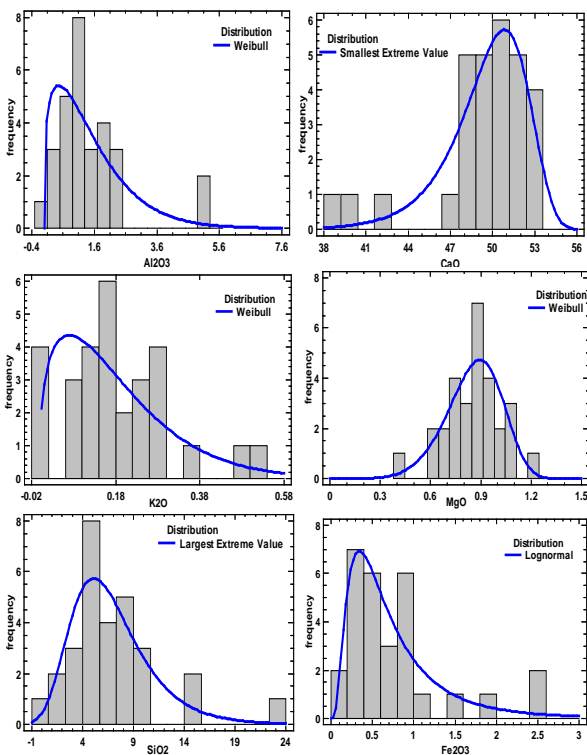 Distribution
Weibull
frequency
8
6
4
2
0
-0.4 1.6 3.6 5.6 7.6
Al2O3
Distribution
Smallest Extreme Value
frequency
6
5
4
3
2
1
0
38 41 44 47 50 53 56
CaO
Distribution
Weibull
frequency
6
5
4
3
2
1
0
-0.02 0.18 0.38 0.58
K2O
Distribution
Weibull
frequency
8
6
4
2
0
0 0.3 0.6 0.9 1.2 1.5
MgO
Distribution
Largest Extreme Value
frequency
8
6
4
2
0
-1 4 9 14 19 24
SiO2
Distribution
Lognormal
frequency
8
6
4
2
0
0 0.5 1 1.5 2 2.5 3
Fe2O3